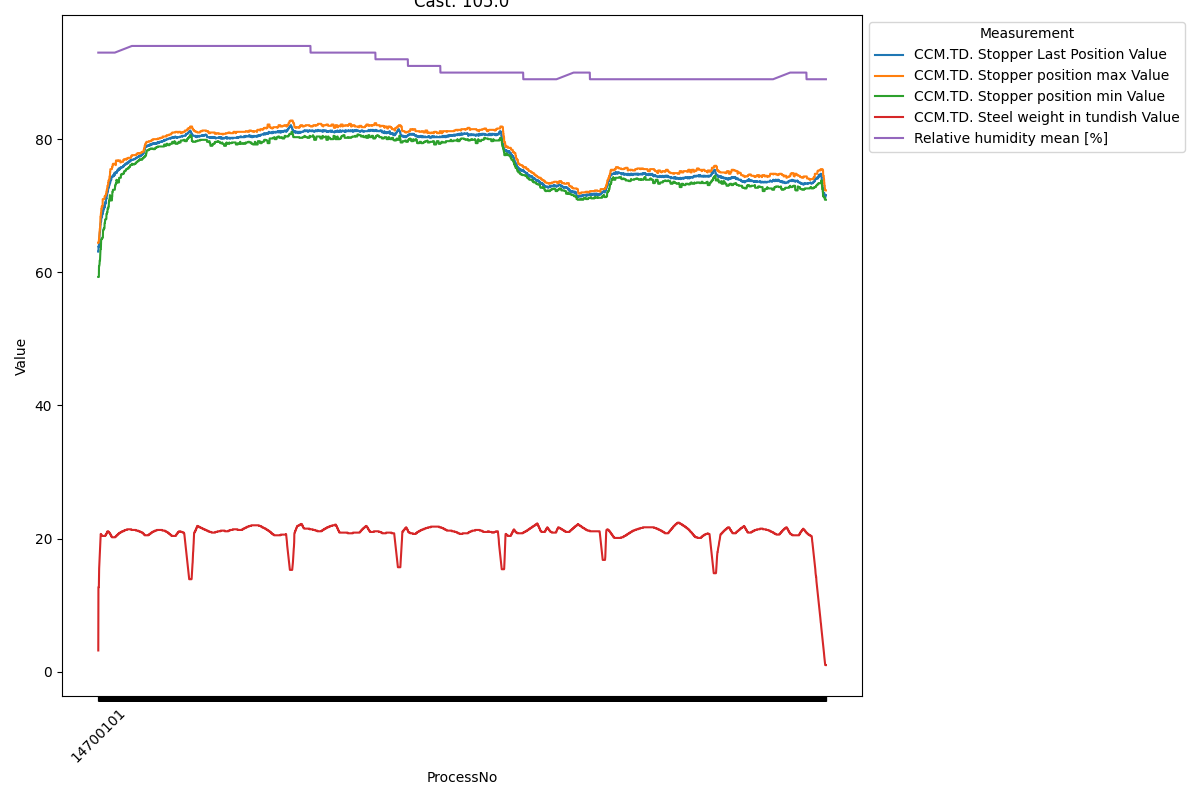 Cast: 105.0
Measurement
CCM.TD. Stopper Last Position Value
CCM.TD. Stopper position max Value
CCM.TD. Stopper position min Value
CCM.TD. Steel weight in tundish Value
Relative humidity mean [%]
80
60
40
20
0
Value
14700101
ProcessNo